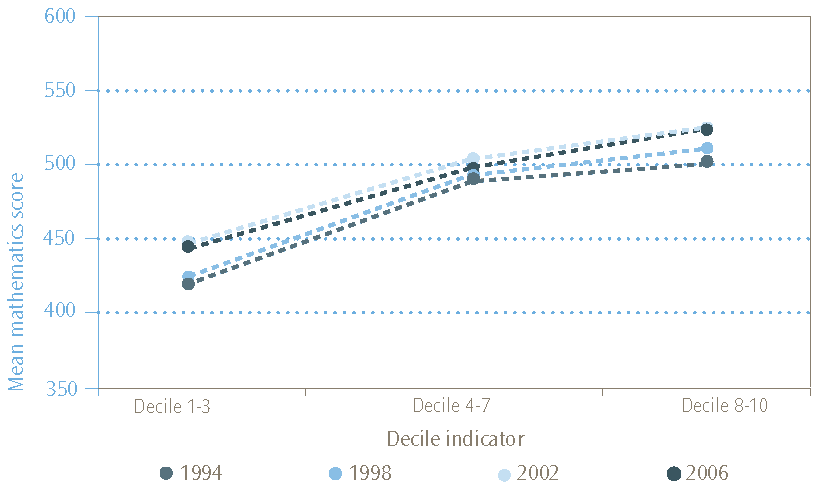 600
550
500
450
400
350
Mean mathematics score
Decile 1-3 Decile 4-7 Decile 8-10
Decile indicator
1994 1998 2002 2006